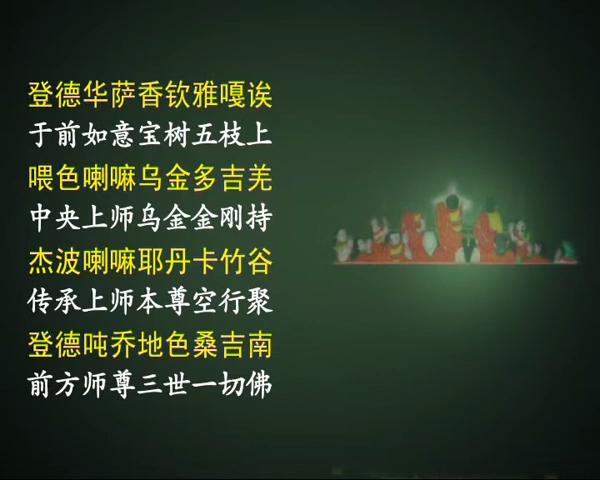 登德华萨香钦雅嘎诶
于前如意宝树五枝上
喂色喇嘛乌金多吉羌
中央上师乌金金刚持
杰波喇嘛耶丹卡竹谷
传承上师本尊空行聚
登德吨乔地色桑吉南
前方师尊三世一切佛